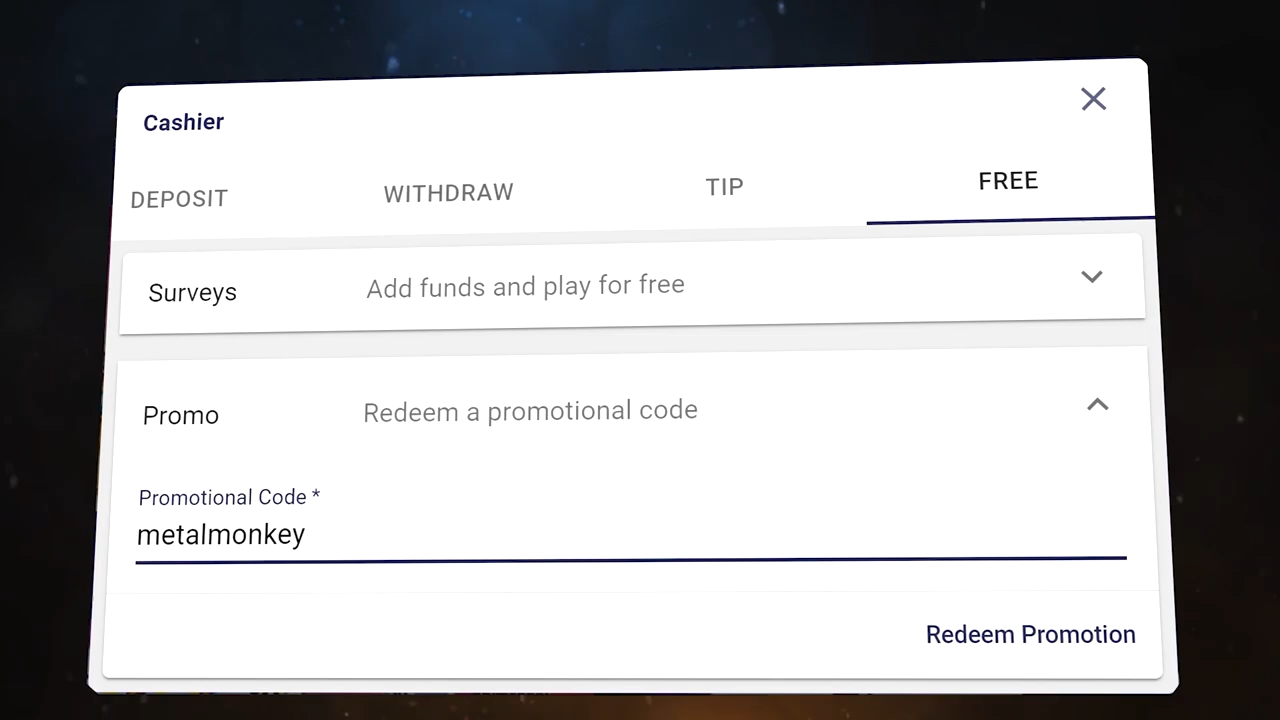 Cashier
DEPOSIT WITHDRAW TIP FREE
Surveys Add funds and play for free
Promo Redeem a promotional code
Promotional Code *
metalmonkey
Redeem Promotion